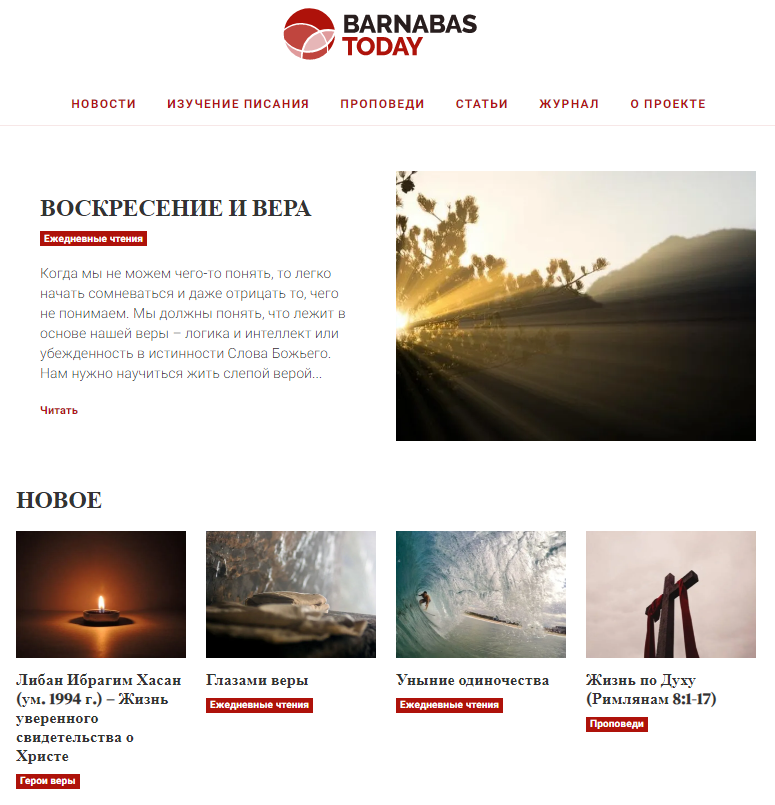 BARNABAS
TODAY
НОВОСТИ ИЗУЧЕНИЕ ПИСАНИЯ ПРОПОВЕДИ СТАТЬИ ЖУРНАЛ О ПРОЕКТЕ
ВОСКРЕСЕНИЕ И ВЕРА
Ежедневные чтения
Когда мы не можем чего-то понять, то легко
начать сомневаться и даже отрицать то, чего
не понимаем. Мы должны понять, что лежит в
основе нашей веры – логика и интеллект или
убежденность в истинности Слова Божьего.
Нам нужно научиться жить слепой верой...
Читать
НОВОЕ
Либан Ибрагим Хасан
(ум. 1994 г.) – Жизнь
уверенного
свидетельства о
Христе
Герои веры
Глазами веры
Ежедневные чтения
Уныние одиночества
Ежедневные чтения
Жизнь по Духу
(Римлянам 8:1-17)
Проповеди